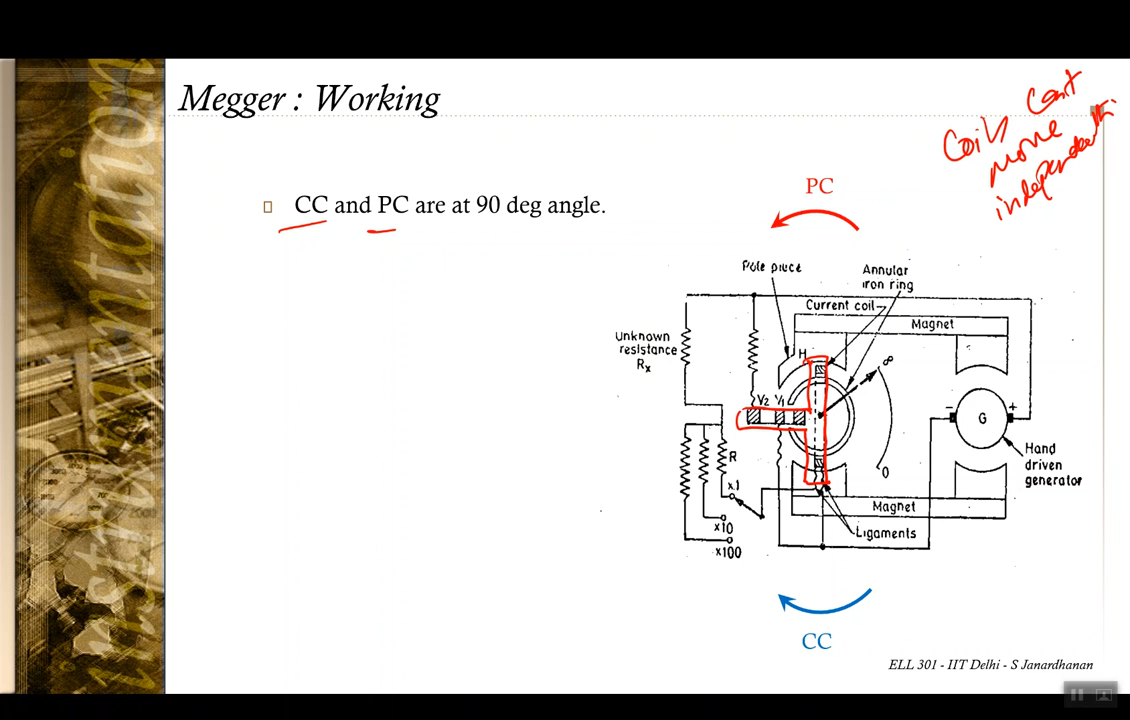 Megger : Working
Coils Cant
move
independently
CC and PC are at 90 deg angle.
PC
Pole piece
Annular
iron ring
Current coil
Magnet
Unknown
resistance
Rx
H
∞
V2 V1
- G +
R
0
Hand
driven
generator
x1
x10
x100
Magnet
Ligaments
CC
ELL 301 - IIT Delhi - S Janardhanan
instrumentation